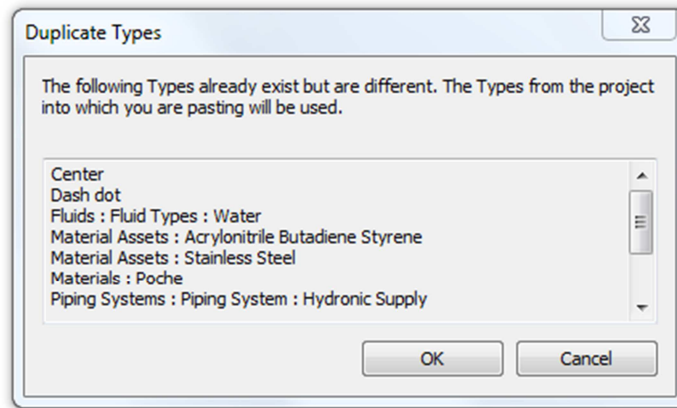 Duplicate Types
The following Types already exist but are different. The Types from the project
into which you are pasting will be used.
Center
Dash dot
Fluids : Fluid Types : Water
Material Assets : Acrylonitrile Butadiene Styrene
Material Assets : Stainless Steel
Materials : Poche
Piping Systems : Piping System : Hydronic Supply
OK
Cancel